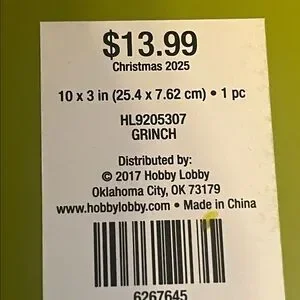 $13.99
Christmas 2025
10 x 3 in (25.4 x 7.62 cm) • 1 pc
HL9205307
GRINCH
Distributed by:
© 2017 Hobby Lobby
Oklahoma City, OK 73179
www.hobbylobby.com • Made in China
6267645